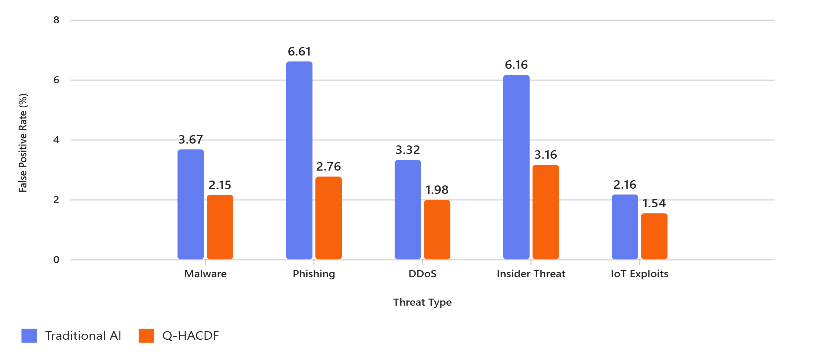 8
6
4
2
0
False Positive Rate (%)
3.67
2.15
6.61
2.76
3.32
1.98
6.16
3.16
2.16
1.54
Malware
Phishing
DDoS
Insider Threat
IoT Exploits
Threat Type
Traditional AI
Q-HACDF